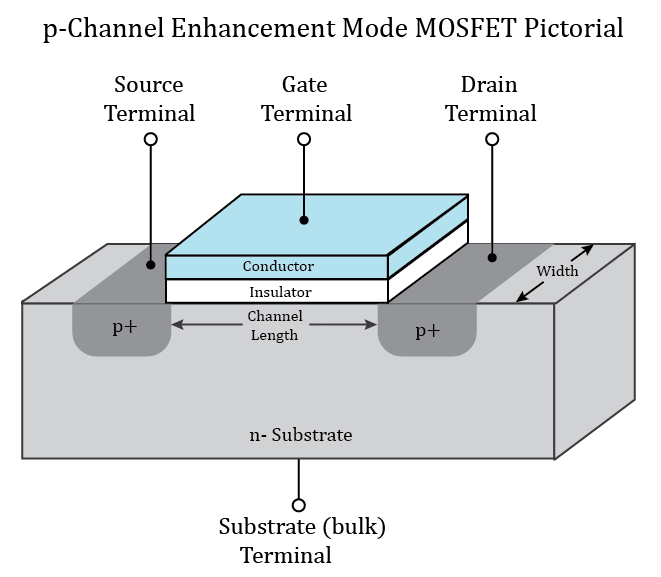 p-Channel Enhancement Mode MOSFET Pictorial
Source
Terminal
Gate
Terminal
Drain
Terminal
Conductor
Insulator
Width
p+
Channel
Length
p+
n- Substrate
Substrate (bulk)
Terminal